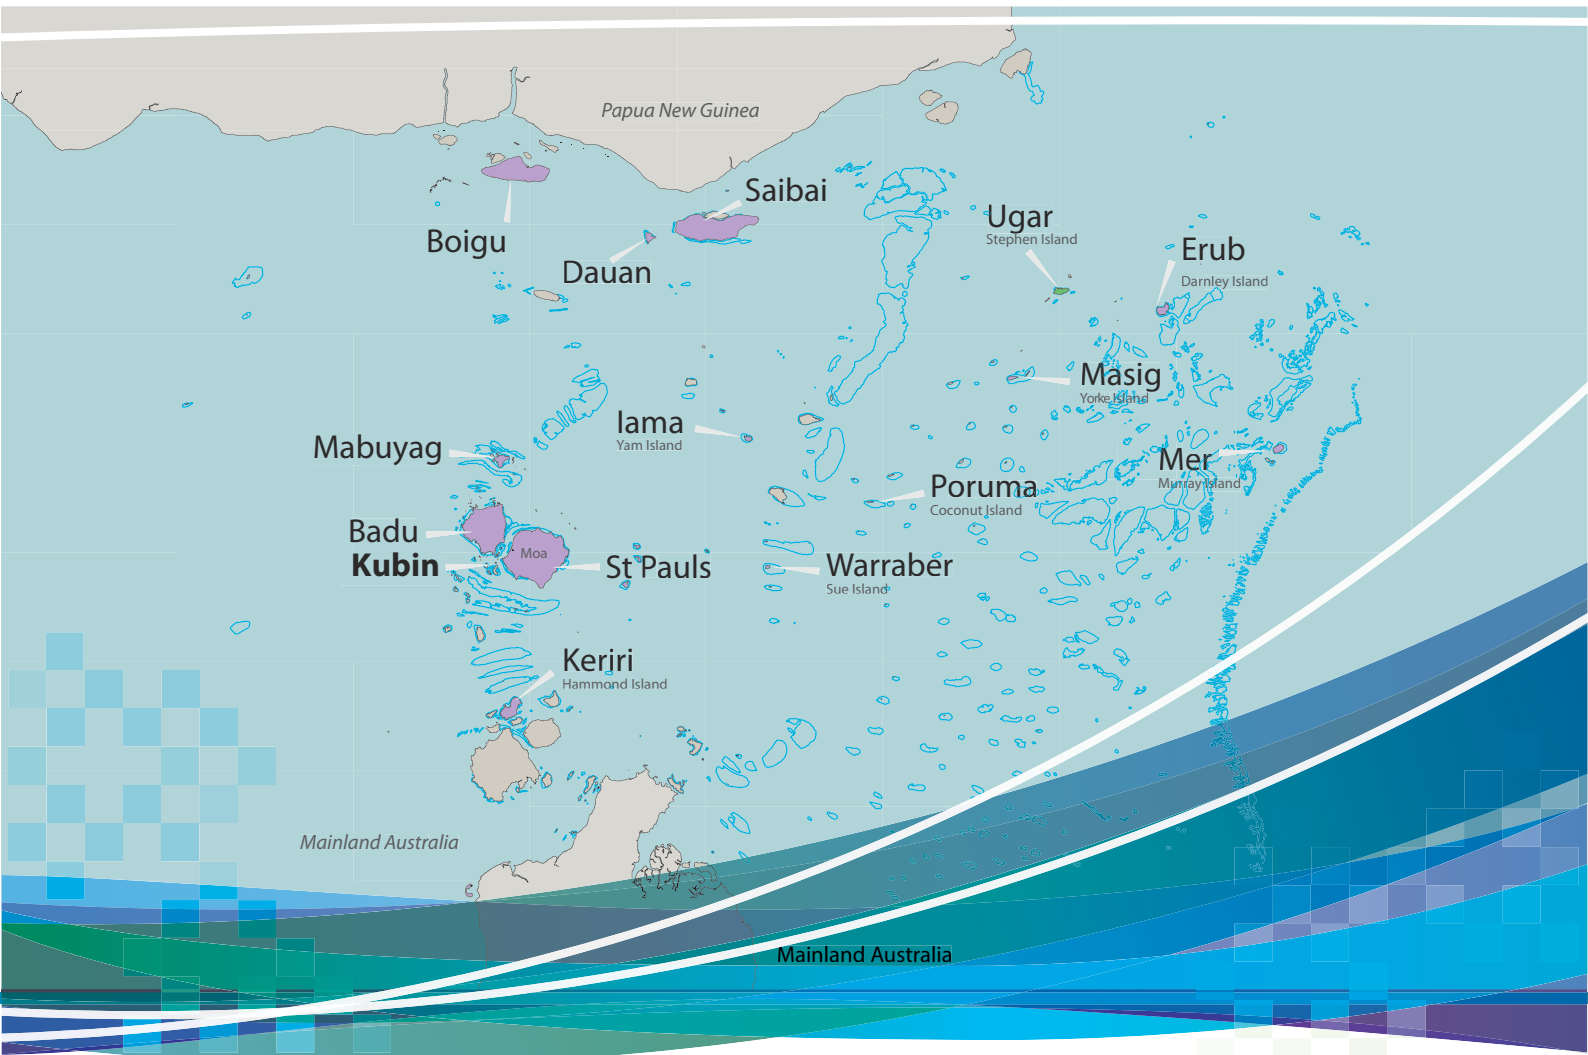 Papua New Guinea
Saibai
Boigu
Dauan
Ugar
Stephen Island
Erub
Darnley Island
Masig
Yorke Island
Iama
Yam Island
Mabuyag
Mer
Murray Island
Poruma
Coconut Island
Badu
Kubin
Moa
St Pauls
Warraber
Sue Island
Keriri
Hammond Island
Mainland Australia
Mainland Australia